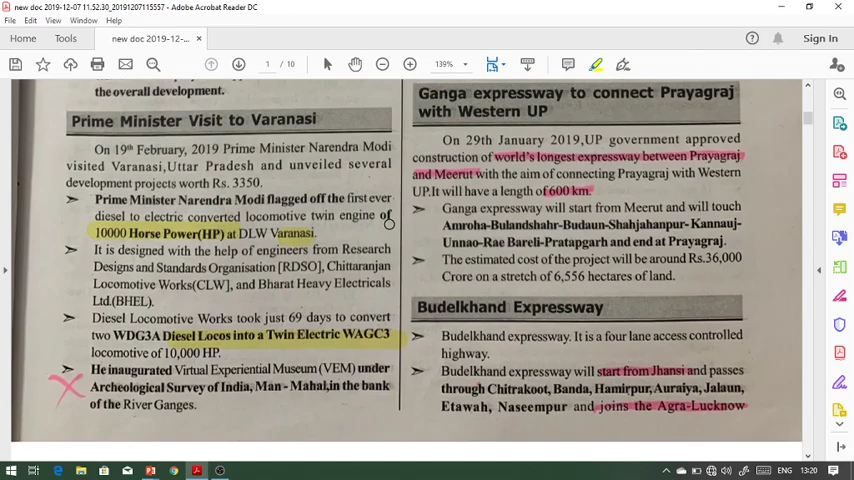 new doc 2019-12-07 11.52.30_20191207115557 - Adobe Acrobat Reader DC
File Edit View Window Help
Home Tools new doc 2019-12-... × Sign In
1 / 10 139%
the overall development.
Prime Minister Visit to Varanasi
On 19th February, 2019 Prime Minister Narendra Modi
visited Varanasi,Uttar Pradesh and unveiled several
development projects worth Rs. 3350.
➢ Prime Minister Narendra Modi flagged off the first ever
diesel to electric converted locomotive twin engine of
10000 Horse Power(HP) at DLW Varanasi.
➢ It is designed with the help of engineers from Research
Designs and Standards Organisation [RDSO], Chittaranjan
Locomotive Works(CLW), and Bharat Heavy Electricals
Ltd.(BHEL).
➢ Diesel Locomotive Works took just 69 days to convert
two WDG3A Diesel Locos into a Twin Electric WAGC3
locomotive of 10,000 HP.
➢ He inaugurated Virtual Experiential Museum (VEM) under
Archeological Survey of India, Man - Mahal,in the bank
of the River Ganges.
Ganga expressway to connect Prayagraj
with Western UP
On 29th January 2019,UP government approved
construction of world's longest expressway between Prayagraj
and Meerut with the aim of connecting Prayagraj with Western
UP.It will have a length of 600 km.
➢ Ganga expressway will start from Meerut and will touch
Amroha-Bulandshahr-Budaun-Shahjahanpur-Kannauj-
Unnao-Rae Bareli-Pratapgarh and end at Prayagraj.
➢ The estimated cost of the project will be around Rs.36,000
Crore on a stretch of 6,556 hectares of land.
Budelkhand Expressway
➢ Budelkhand expressway. It is a four lane access controlled
highway.
➢ Budelkhand expressway will start from Jhansi and passes
through Chitrakoot, Banda, Hamirpur, Auraiya, Jalaun,
Etawah, Naseempur and joins the Agra-Lucknow
ENG 13:20